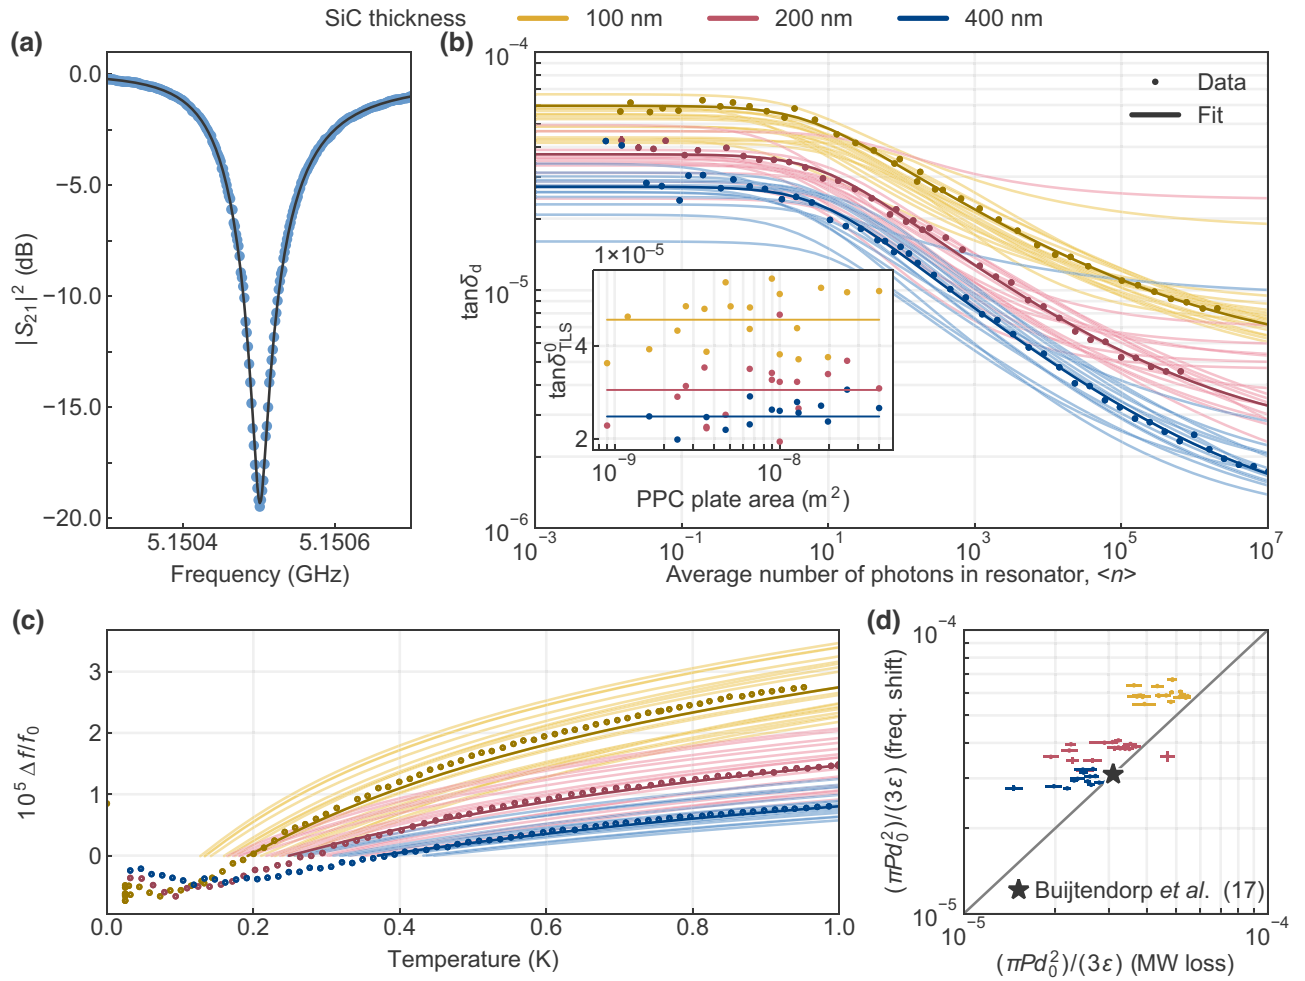 SiC thickness 100 nm 200 nm 400 nm
(a)
0.0
−5.0
−10.0
−15.0
−20.0
|S₂₁|² (dB)
5.1504 5.1506
Frequency (GHz)
(b)
10⁻⁴
10⁻⁵
10⁻⁶
tanδ_d
Data
Fit
1×10⁻⁵
4
2
tanδ⁰_TLS
10⁻⁹ 10⁻⁸
PPC plate area (m²)
10⁻³ 10⁻¹ 10¹ 10³ 10⁵ 10⁷
Average number of photons in resonator, <n>
(c)
3
2
1
0
10⁵ Δf/f₀
0.0 0.2 0.4 0.6 0.8 1.0
Temperature (K)
(d)
10⁻⁴
10⁻⁵
(πPd₀²)/(3ε) (freq. shift)
Buijtendorp et al. (17)
10⁻⁵ 10⁻⁴
(πPd₀²)/(3ε) (MW loss)